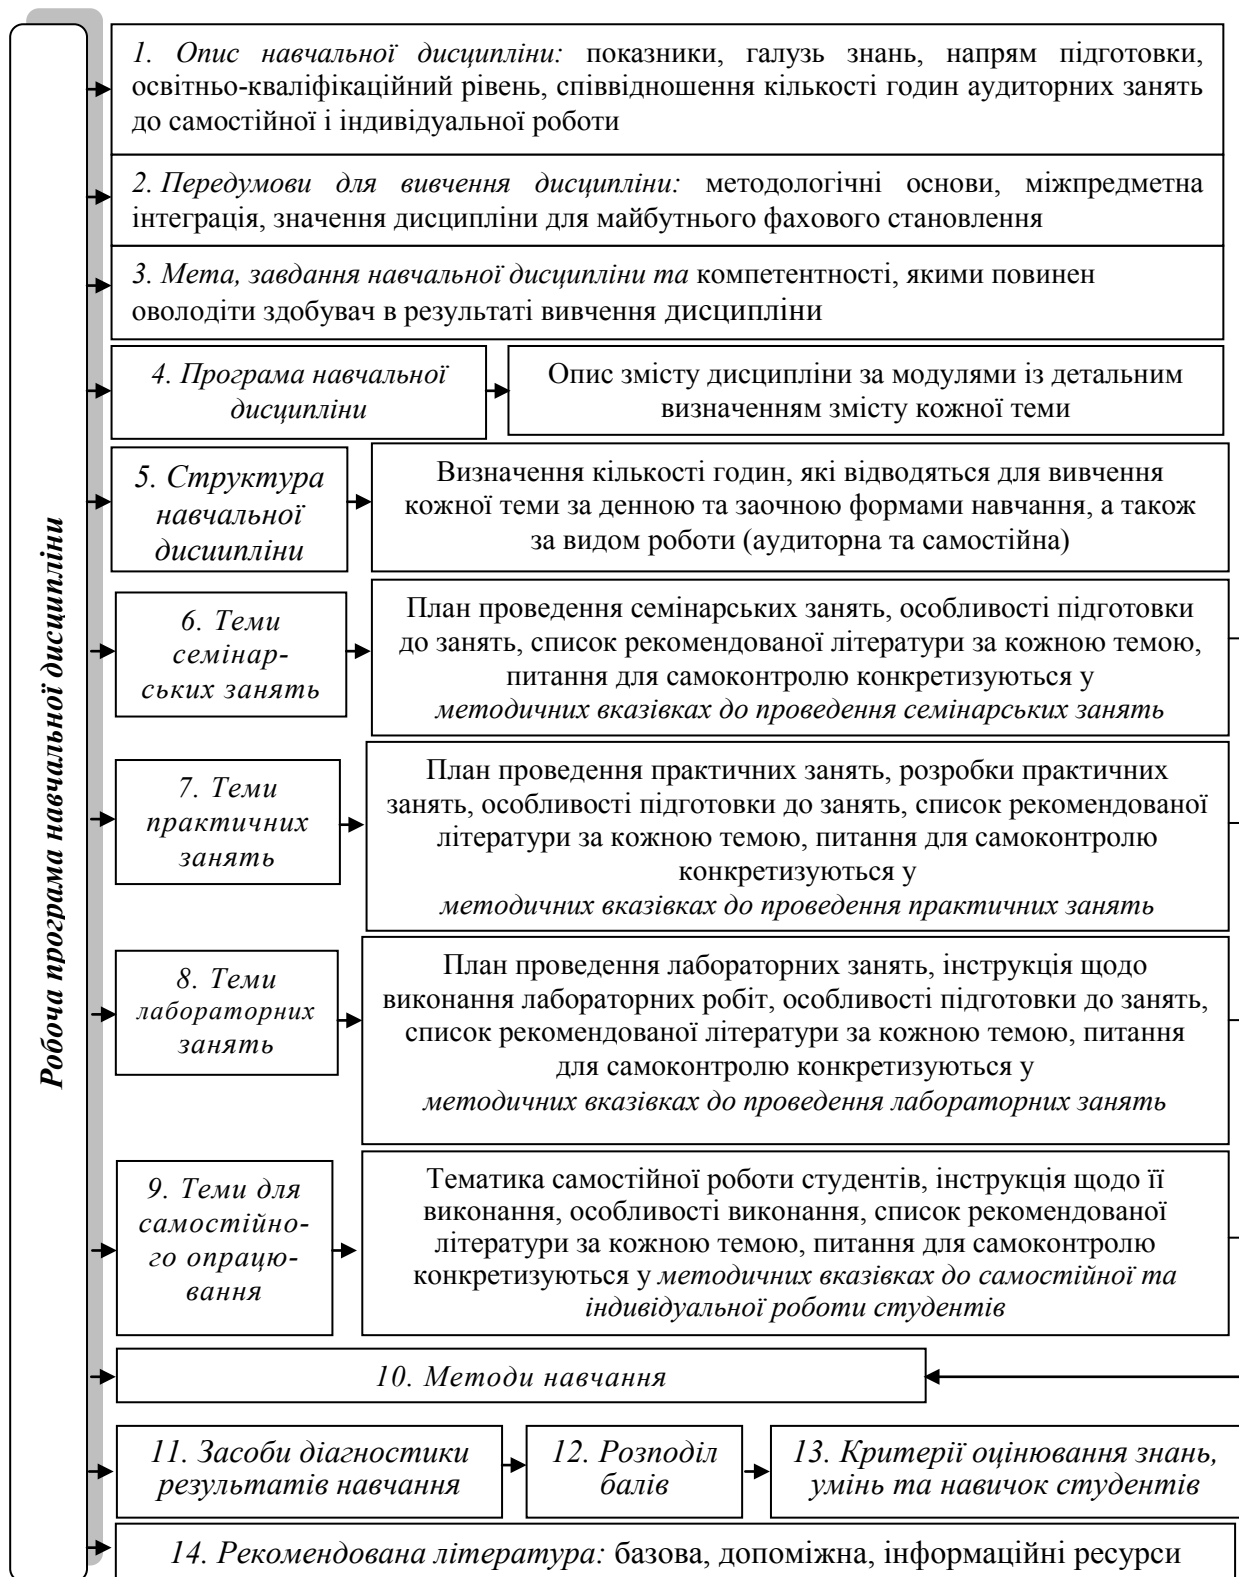 Робоча програма навчальної дисципліни
1. Опис навчальної дисципліни: показники, галузь знань, напрям підготовки,
освітньо-кваліфікаційний рівень, співвідношення кількості годин аудиторних занять
до самостійної і індивідуальної роботи
2. Передумови для вивчення дисципліни: методологічні основи, міжпредметна
інтеграція, значення дисципліни для майбутнього фахового становлення
3. Мета, завдання навчальної дисципліни та компетентності, якими повинен
оволодіти здобувач в результаті вивчення дисципліни
4. Програма навчальної
дисципліни
Опис змісту дисципліни за модулями із детальним
визначенням змісту кожної теми
5. Структура
навчальної
дисципліни
Визначення кількості годин, які відводяться для вивчення
кожної теми за денною та заочною формами навчання, а також
за видом роботи (аудиторна та самостійна)
6. Теми
семінар-
ських занять
План проведення семінарських занять, особливості підготовки
до занять, список рекомендованої літератури за кожною темою,
питання для самоконтролю конкретизуються у
методичних вказівках до проведення семінарських занять
7. Теми
практичних
занять
План проведення практичних занять, розробки практичних
занять, особливості підготовки до занять, список рекомендованої
літератури за кожною темою, питання для самоконтролю
конкретизуються у
методичних вказівках до проведення практичних занять
8. Теми
лабораторних
занять
План проведення лабораторних занять, інструкція щодо
виконання лабораторних робіт, особливості підготовки до занять,
список рекомендованої літератури за кожною темою, питання
для самоконтролю конкретизуються у
методичних вказівках до проведення лабораторних занять
9. Теми для
самостійно-
го опрацю-
вання
Тематика самостійної роботи студентів, інструкція щодо її
виконання, особливості виконання, список рекомендованої
літератури за кожною темою, питання для самоконтролю
конкретизуються у методичних вказівках до самостійної та
індивідуальної роботи студентів
10. Методи навчання
11. Засоби діагностики
результатів навчання
12. Розподіл
балів
13. Критерії оцінювання знань,
умінь та навичок студентів
14. Рекомендована література: базова, допоміжна, інформаційні ресурси